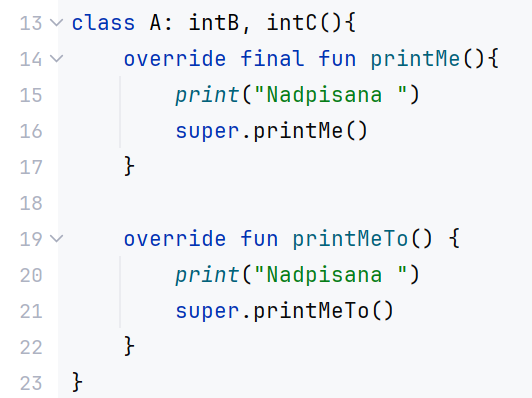 13 class A: intB, intC(){
14     override final fun printMe(){
15         print("Nadpisana ")
16         super.printMe()
17     }
18
19     override fun printMeTo() {
20         print("Nadpisana ")
21         super.printMeTo()
22     }
23 }